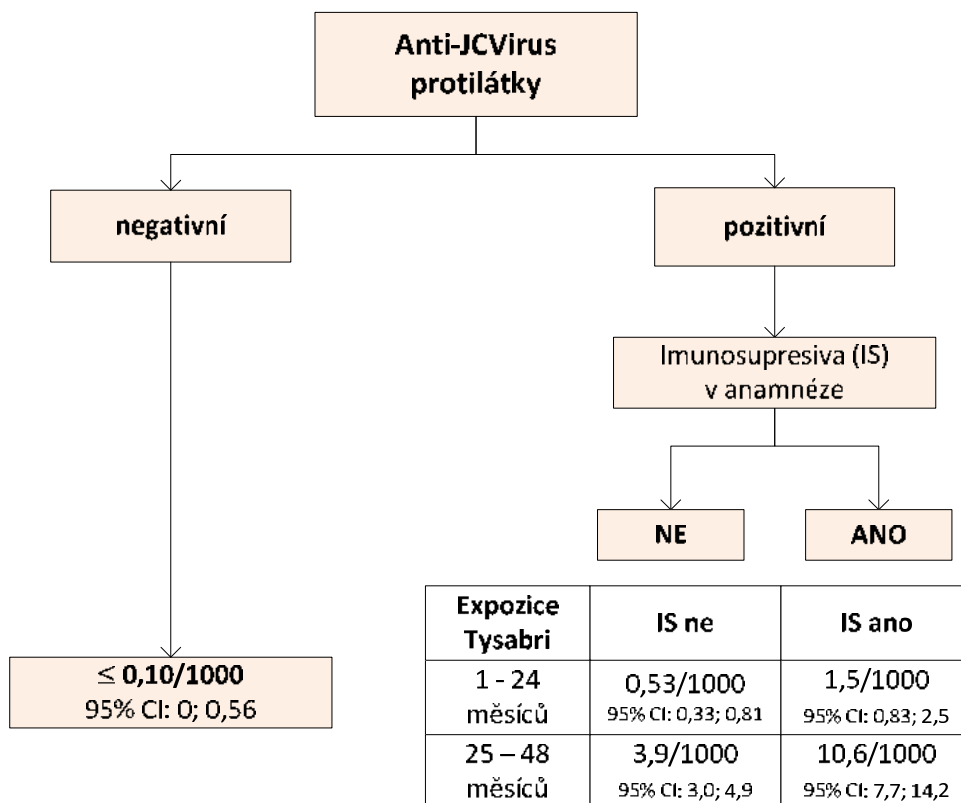 Anti-JCVirus
protilátky
negativní
pozitivní
Imunosupresiva (IS)
v anamnéze
NE
ANO
≤ 0,10/1000
95% CI: 0; 0,56
Expozice
Tysabri
IS ne
IS ano
1 - 24
měsíců
0,53/1000
95% CI: 0,33; 0,81
1,5/1000
95% CI: 0,83; 2,5
25 – 48
měsíců
3,9/1000
95% CI: 3,0; 4,9
10,6/1000
95% CI: 7,7; 14,2